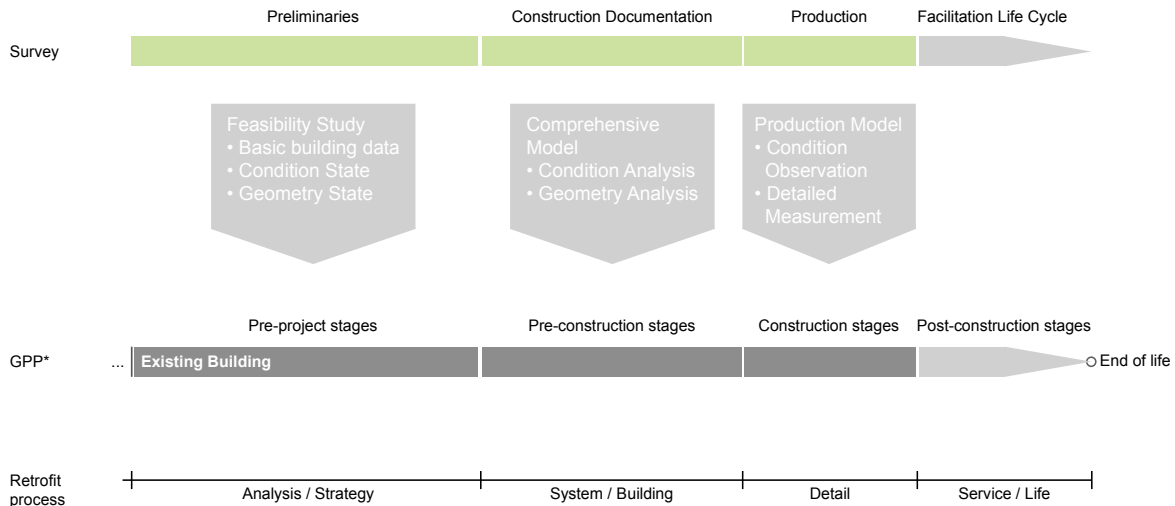 Preliminaries
Construction Documentation
Production
Facilitation Life Cycle
Survey
Feasibility Study
• Basic building data
• Condition State
• Geometry State
Comprehensive
Model
• Condition Analysis
• Geometry Analysis
Production Model
• Condition
Observation
• Detailed
Measurement
Pre-project stages
Pre-construction stages
Construction stages
Post-construction stages
GPP*
...
Existing Building
End of life
Retrofit
process
Analysis / Strategy
System / Building
Detail
Service / Life